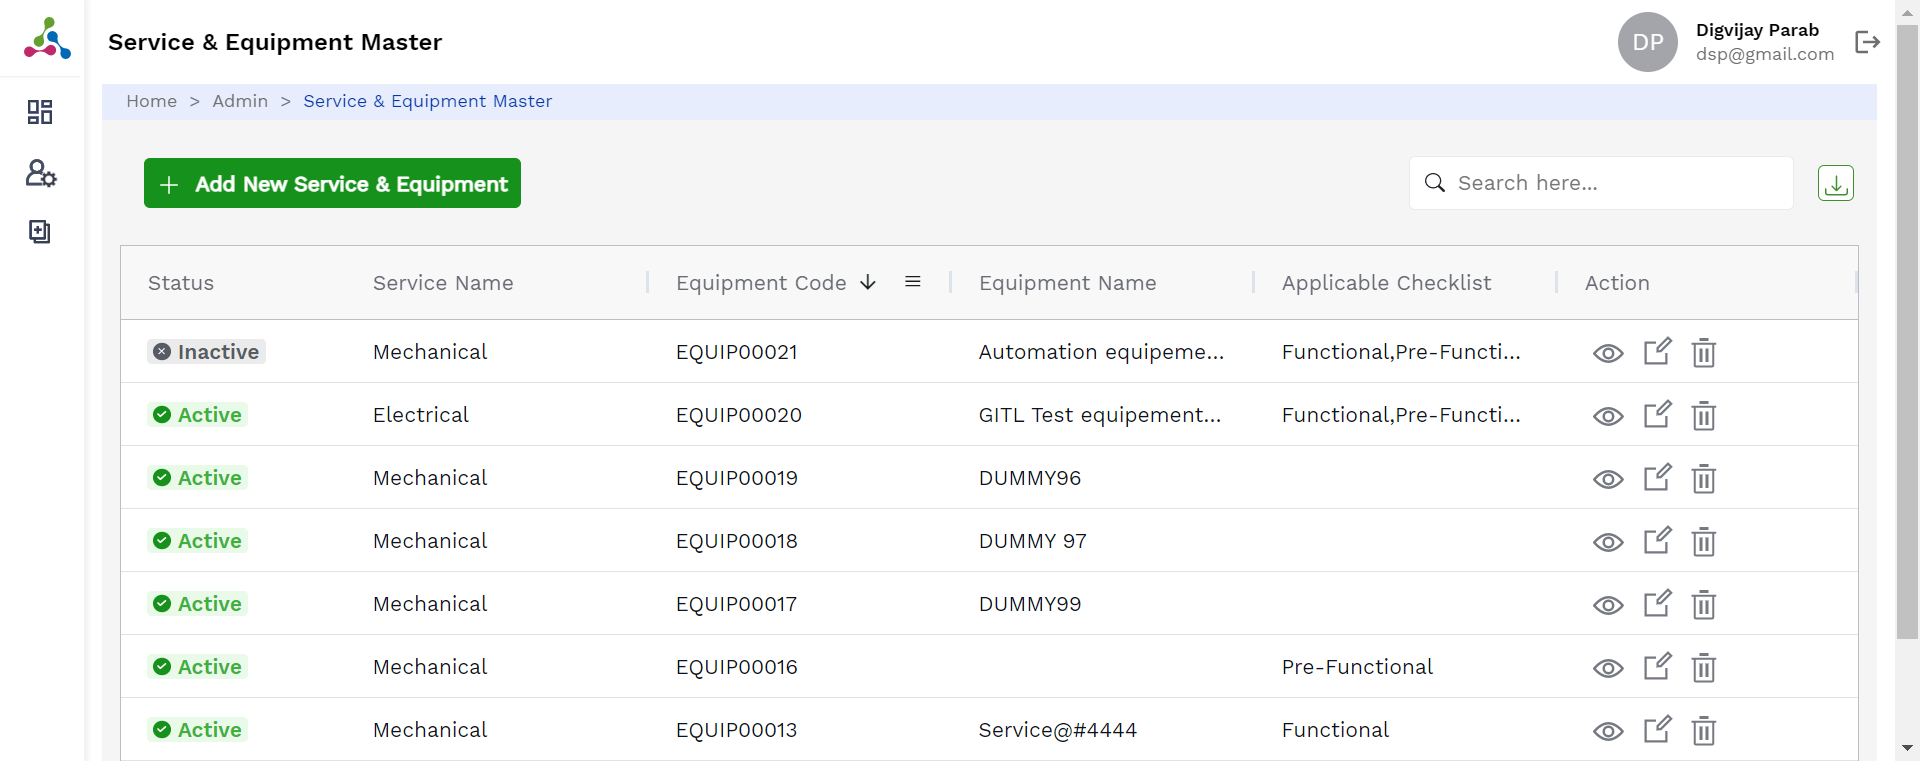 Service & Equipment Master
DP
Digvijay Parab
dsp@gmail.com
Home > Admin > Service & Equipment Master
+ Add New Service & Equipment
Search here...
Status Service Name Equipment Code Equipment Name Applicable Checklist Action
Inactive Mechanical EQUIP00021 Automation equipeme... Functional,Pre-Functi...
Active Electrical EQUIP00020 GITL Test equipement... Functional,Pre-Functi...
Active Mechanical EQUIP00019 DUMMY96
Active Mechanical EQUIP00018 DUMMY 97
Active Mechanical EQUIP00017 DUMMY99
Active Mechanical EQUIP00016 Pre-Functional
Active Mechanical EQUIP00013 Service@#4444 Functional